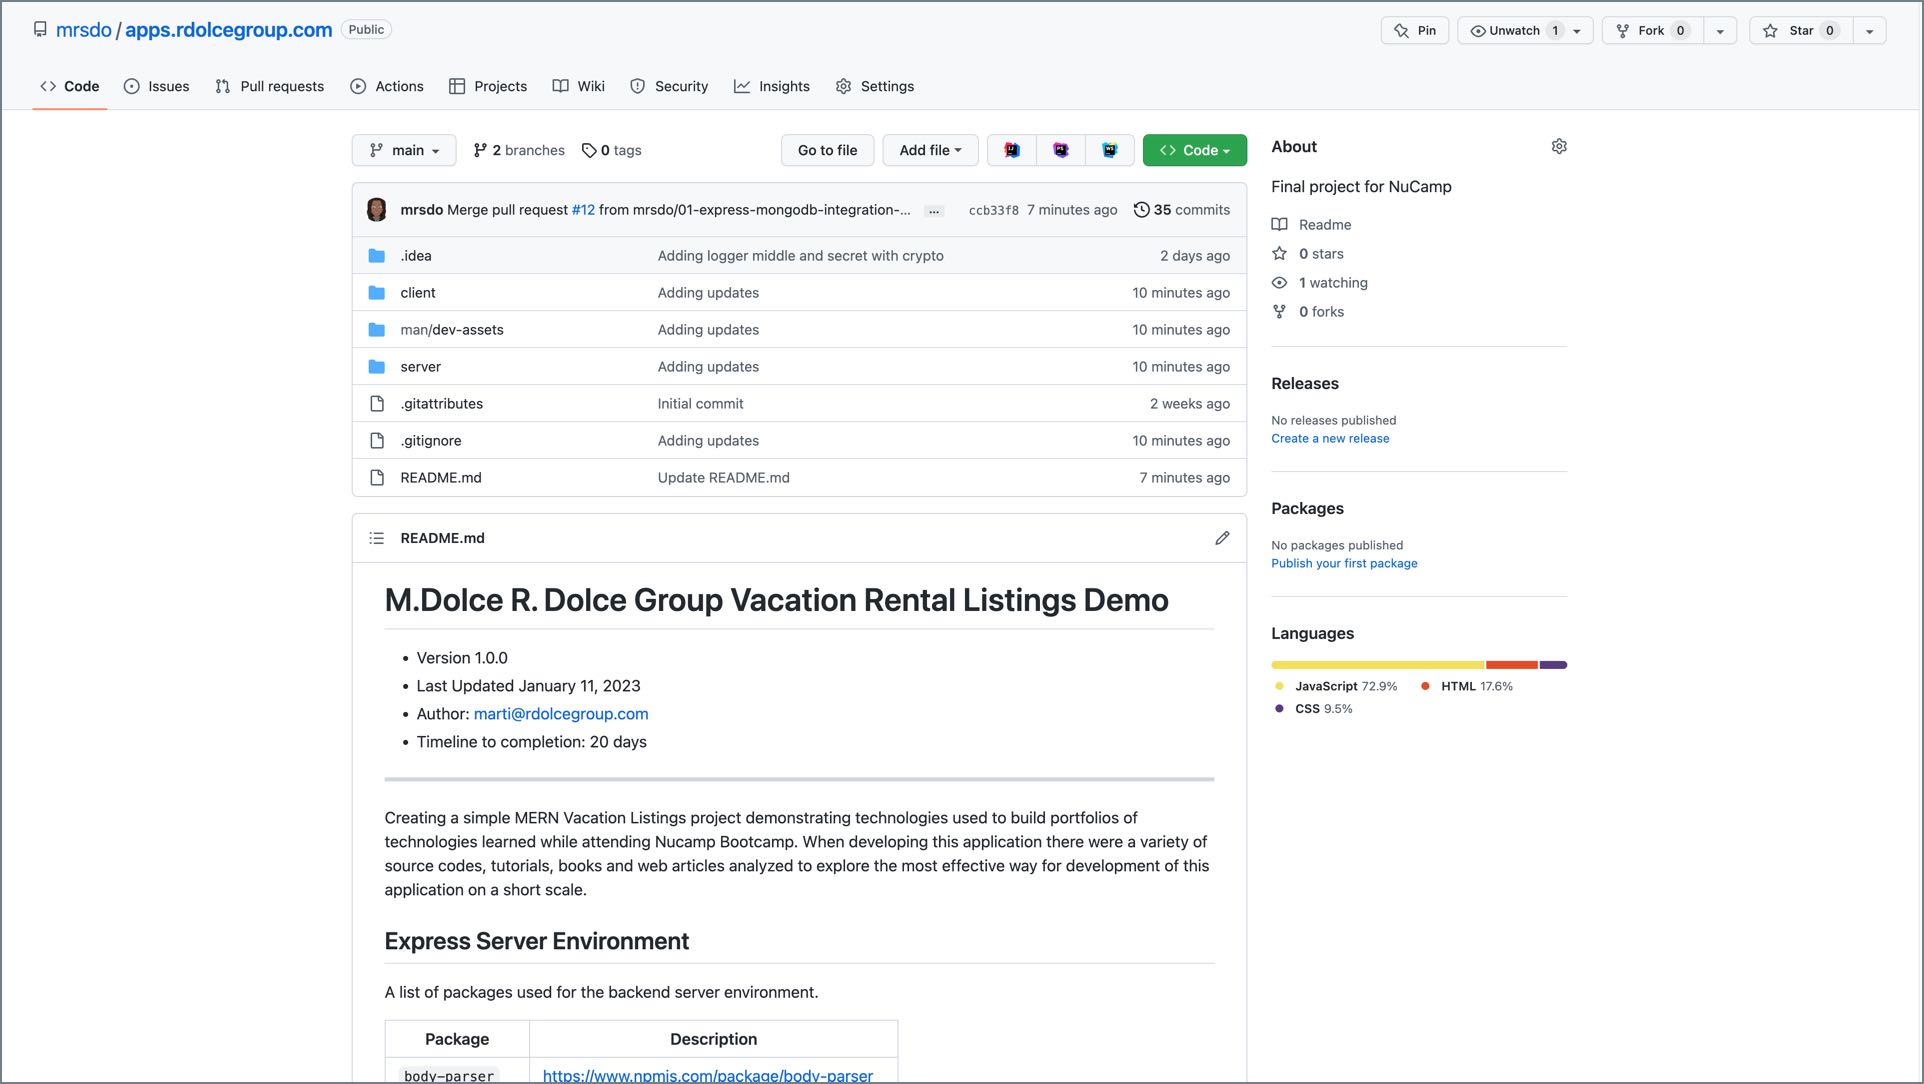 mrsdo / apps.rdolcegroup.com Public
Pin
Unwatch 1
Fork 0
Star 0
Code
Issues
Pull requests
Actions
Projects
Wiki
Security
Insights
Settings
main
2 branches
0 tags
Go to file
Add file
Code
mrsdo Merge pull request #12 from mrsdo/01-express-mongodb-integration-... ... ccb33f8 7 minutes ago 35 commits
.idea Adding logger middle and secret with crypto 2 days ago
client Adding updates 10 minutes ago
man/dev-assets Adding updates 10 minutes ago
server Adding updates 10 minutes ago
.gitattributes Initial commit 2 weeks ago
.gitignore Adding updates 10 minutes ago
README.md Update README.md 7 minutes ago
README.md
M.Dolce R. Dolce Group Vacation Rental Listings Demo
• Version 1.0.0
• Last Updated January 11, 2023
• Author: marti@rdolcegroup.com
• Timeline to completion: 20 days
Creating a simple MERN Vacation Listings project demonstrating technologies used to build portfolios of
technologies learned while attending Nucamp Bootcamp. When developing this application there were a variety of
source codes, tutorials, books and web articles analyzed to explore the most effective way for development of this
application on a short scale.
Express Server Environment
A list of packages used for the backend server environment.
Package Description
body-parser https://www.npmjs.com/package/body-parser
About
Final project for NuCamp
Readme
0 stars
1 watching
0 forks
Releases
No releases published
Create a new release
Packages
No packages published
Publish your first package
Languages
JavaScript 72.9% HTML 17.6%
CSS 9.5%